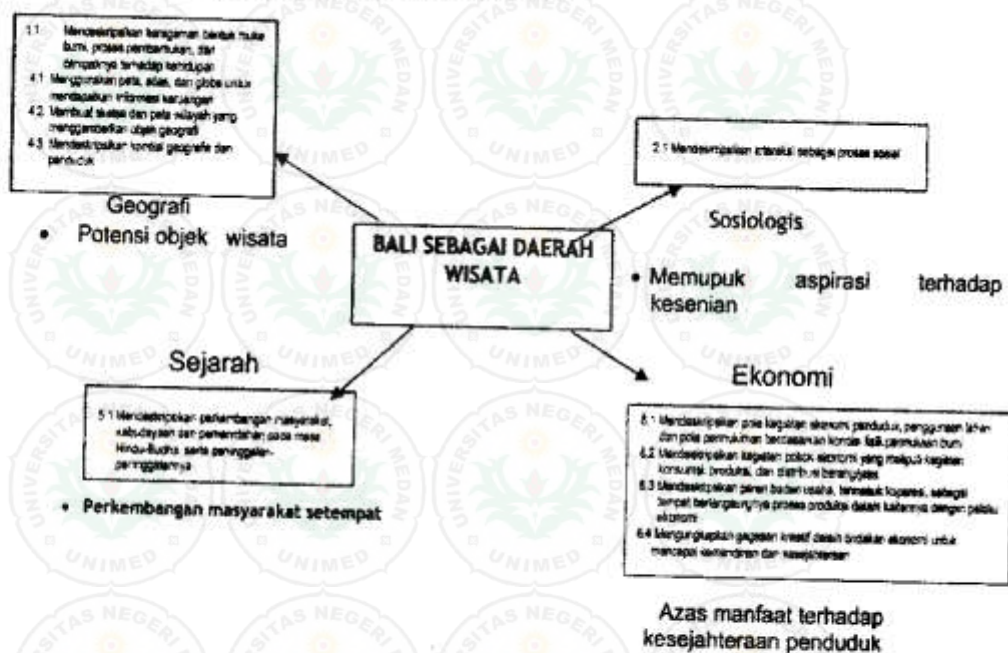 1.1 Mendeskripsikan keragaman bentuk muka
bumi, proses pembentukan, dan
dampaknya terhadap kehidupan
4.1 Menggunakan peta, atlas, dan globe untuk
mendapatkan informasi keruangan
4.2 Membuat sketsa dan peta wilayah yang
menggambarkan objek geografi
4.3 Mendeskripsikan kondisi geografis dan
penduduk
Geografi
• Potensi objek wisata
2.1 Mendeskripsikan interaksi sebagai proses sosial
Sosiologis
• Memupuk aspirasi terhadap
kesenian
BALI SEBAGAI DAERAH
WISATA
Sejarah
5.1 Mendeskripsikan perkembangan masyarakat,
kebudayaan dan pemerintahan pada masa
Hindu-Budha, serta peninggalan-
peninggalannya
• Perkembangan masyarakat setempat
Ekonomi
6.1 Mendeskripsikan pola kegiatan ekonomi penduduk, penggunaan lahan
dan pola permukiman berdasarkan kondisi fisik permukaan bumi
6.2 Mendeskripsikan kegiatan pokok ekonomi yang meliputi kegiatan
konsumsi, produksi, dan distribusi barang/jasa
6.3 Mendeskripsikan peran badan usaha, termasuk koperasi, sebagai
tempat berlangsungnya proses produksi dalam kaitannya dengan pelaku
ekonomi
6.4 Mengungkapkan gagasan kreatif dalam tindakan ekonomi untuk
mencapai kemandirian dan kesejahteraan
Azas manfaat terhadap
kesejahteraan penduduk
UNIVERSITAS NEGERI MEDAN
UNIMED